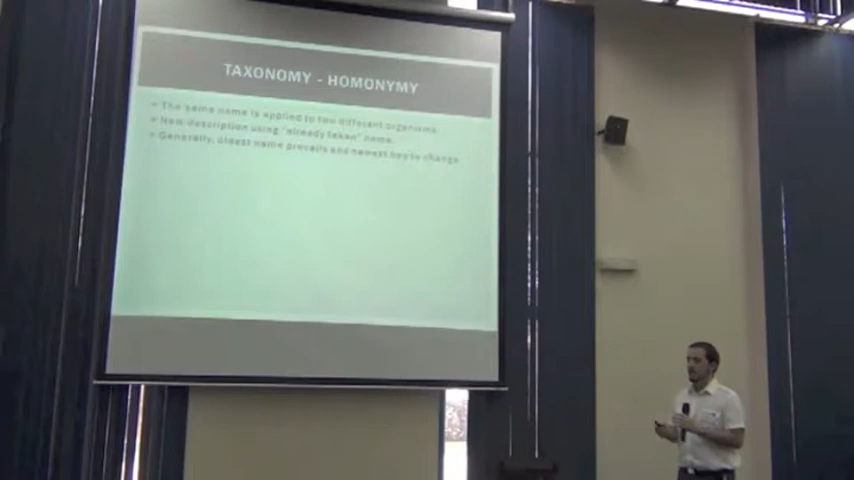 TAXONOMY - HOMONYMY
The same name is applied to two different organisms
New description using "already taken" name
Generally, oldest name prevails and newest has to change